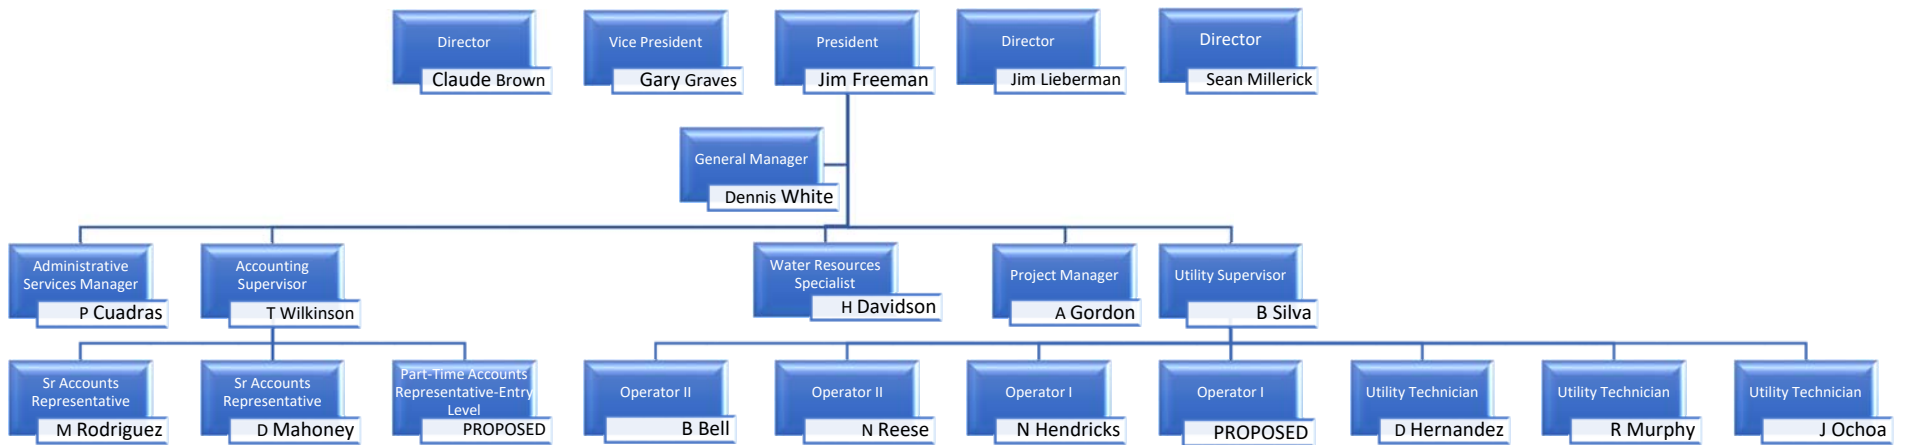 Director
Claude Brown
Vice President
Gary Graves
President
Jim Freeman
Director
Jim Lieberman
Director
Sean Millerick
General Manager
Dennis White
Administrative
Services Manager
P Cuadras
Accounting
Supervisor
T Wilkinson
Water Resources
Specialist
H Davidson
Project Manager
A Gordon
Utility Supervisor
B Silva
Sr Accounts
Representative
M Rodriguez
Sr Accounts
Representative
D Mahoney
Part-Time Accounts
Representative-Entry
Level
PROPOSED
Operator II
B Bell
Operator II
N Reese
Operator I
N Hendricks
Operator I
PROPOSED
Utility Technician
D Hernandez
Utility Technician
R Murphy
Utility Technician
J Ochoa